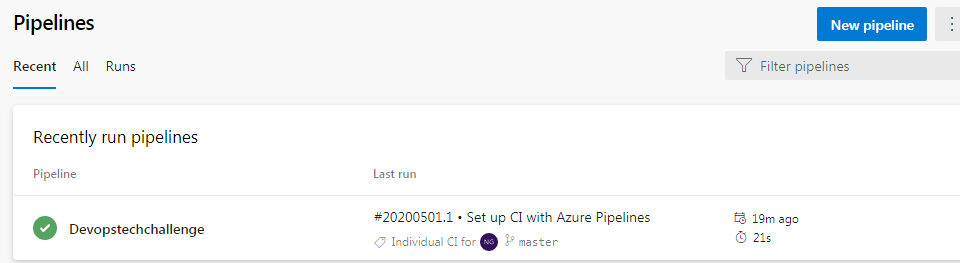 Pipelines
New pipeline
Recent All Runs
Filter pipelines
Recently run pipelines
Pipeline Last run
Devopstechchallenge
#20200501.1 • Set up CI with Azure Pipelines
Individual CI for NG master
19m ago
21s